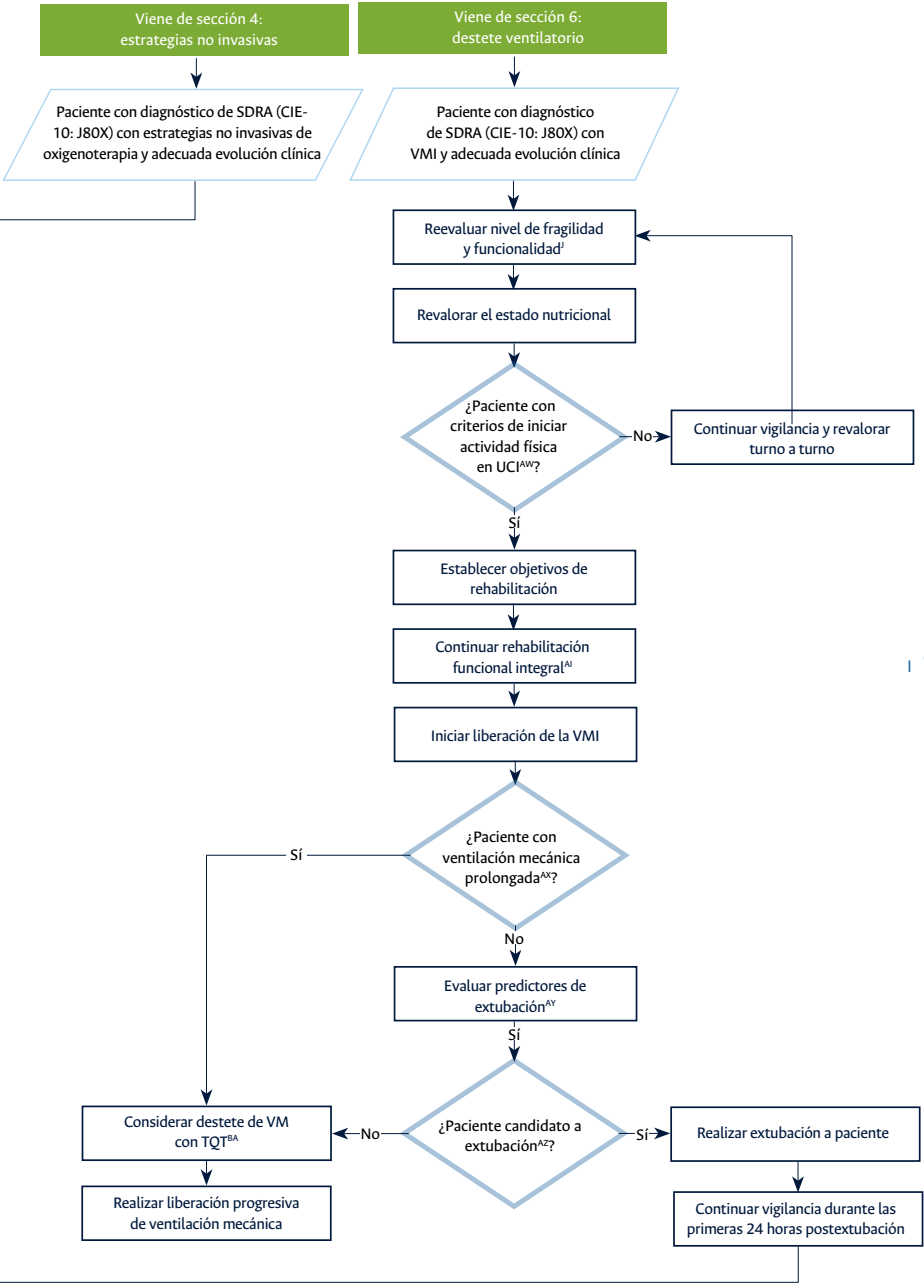 Viene de sección 4:
estrategias no invasivas
Viene de sección 6:
destete ventilatorio
Paciente con diagnóstico de SDRA (CIE-
10: J80X) con estrategias no invasivas de
oxigenoterapia y adecuada evolución clínica
Paciente con diagnóstico
de SDRA (CIE-10: J80X) con
VMI y adecuada evolución clínica
Reevaluar nivel de fragilidad
y funcionalidadJ
Revalorar el estado nutricional
¿Paciente con
criterios de iniciar
actividad física
en UCIAW?
No
Continuar vigilancia y revalorar
turno a turno
Sí
Establecer objetivos de
rehabilitación
Continuar rehabilitación
funcional integralAI
Iniciar liberación de la VMI
¿Paciente con
ventilación mecánica
prolongadaAX?
Sí
No
Evaluar predictores de
extubaciónAY
Sí
¿Paciente candidato a
extubaciónAZ?
No
Considerar destete de VM
con TQTBA
Realizar liberación progresiva
de ventilación mecánica
Sí
Realizar extubación a paciente
Continuar vigilancia durante las
primeras 24 horas postextubación